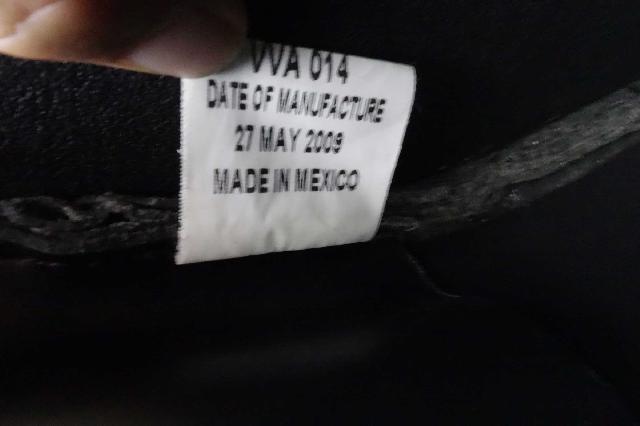 VVA 014
DATE OF MANUFACTURE
27 MAY 2009
MADE IN MEXICO